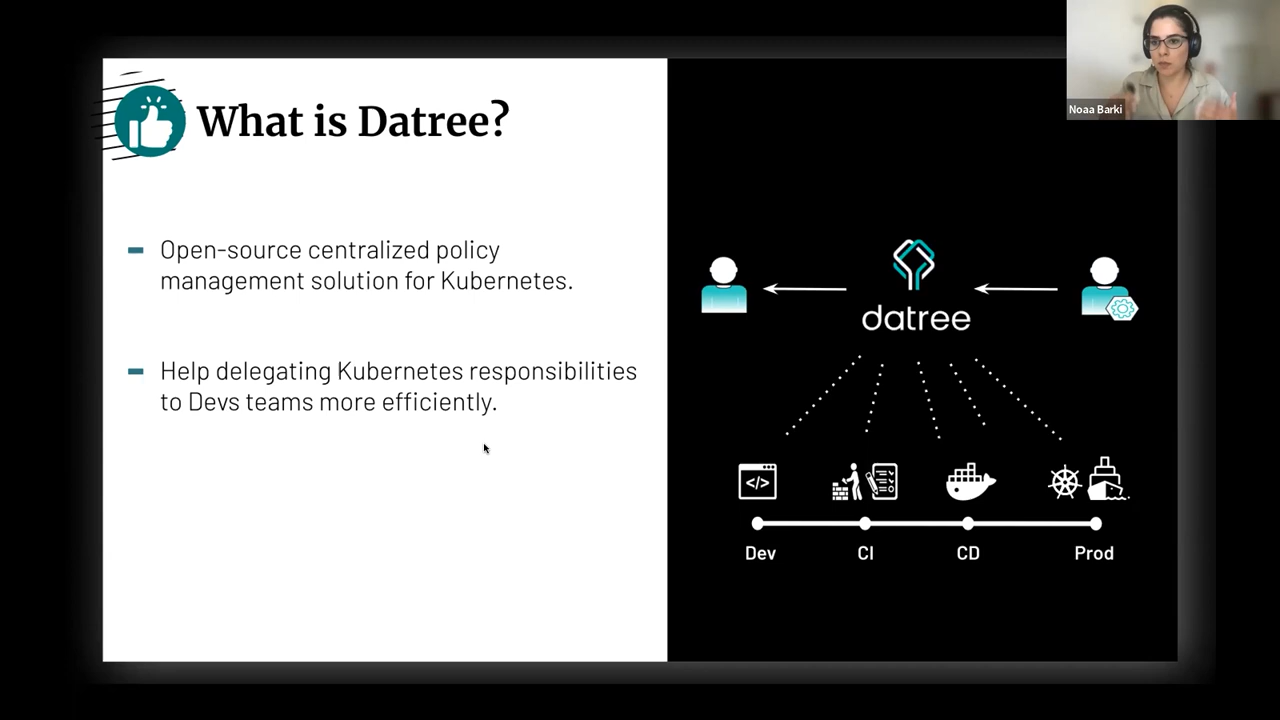 Noaa Barki
What is Datree?
Open-source centralized policy
management solution for Kubernetes.
Help delegating Kubernetes responsibilities
to Devs teams more efficiently.
datree
</>
Dev
CI
CD
Prod